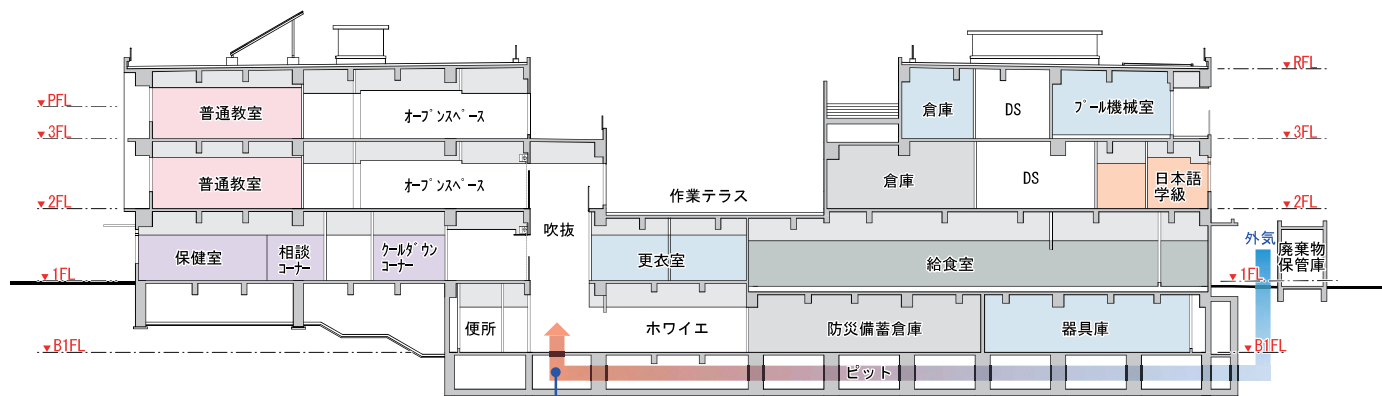 RFL
PFL
普通教室
オープンスペース
倉庫
DS
プール機械室
3FL
3FL
普通教室
オープンスペース
作業テラス
倉庫
DS
日本語
学級
2FL
2FL
保健室
相談
コーナー
クールダウン
コーナー
吹抜
更衣室
給食室
外気
廃棄物
保管庫
1FL
1FL
便所
ホワイエ
防災備蓄倉庫
器具庫
B1FL
B1FL
ピット